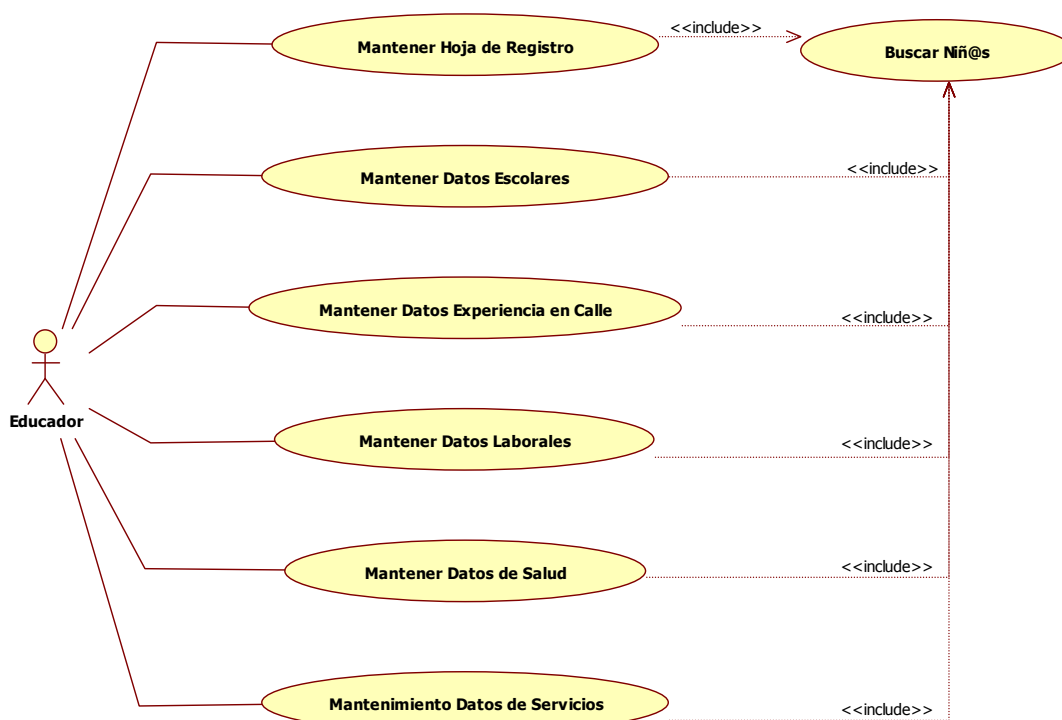 Mantener Hoja de Registro
<<include>>
Buscar Niñ@s
Mantener Datos Escolares
<<include>>
Mantener Datos Experiencia en Calle
<<include>>
Educador
Mantener Datos Laborales
<<include>>
Mantener Datos de Salud
<<include>>
Mantenimiento Datos de Servicios
<<include>>